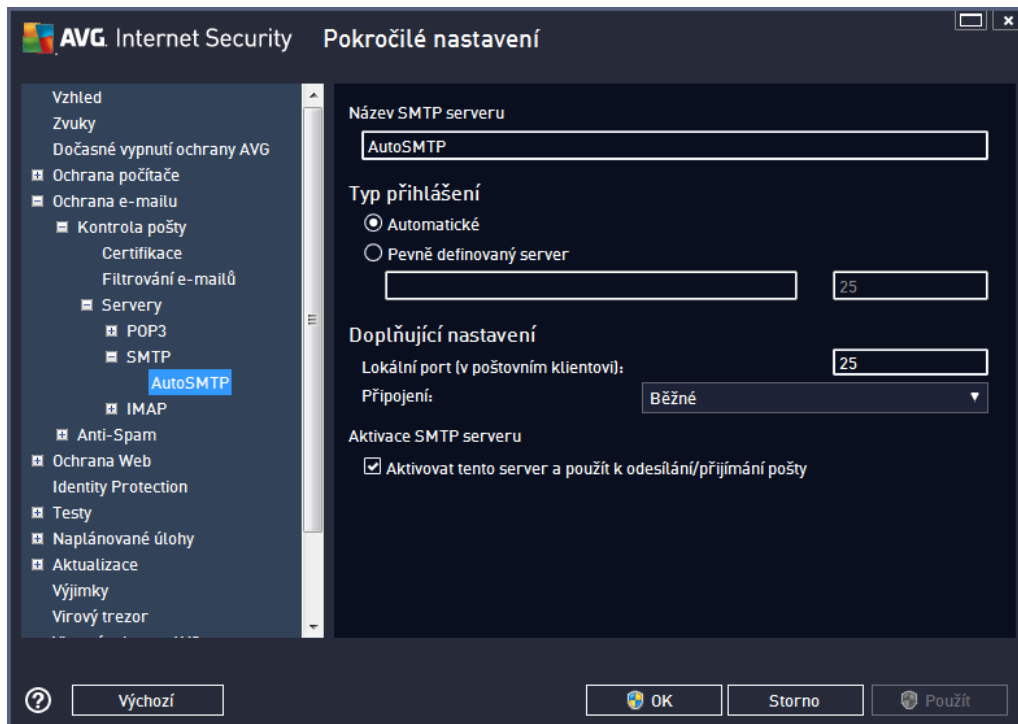 AVG. Internet Security Pokročilé nastavení
Vzhled
Zvuky
Dočasné vypnutí ochrany AVG
Ochrana počítače
Ochrana e-mailu
Kontrola pošty
Certifikace
Filtrování e-mailů
Servery
POP3
SMTP
AutoSMTP
IMAP
Anti-Spam
Ochrana Web
Identity Protection
Testy
Naplánované úlohy
Aktualizace
Výjimky
Virový trezor
Název SMTP serveru
AutoSMTP
Typ přihlášení
Automatické
Pevně definovaný server
25
Doplňující nastavení
Lokální port (v poštovním klientovi): 25
Připojení: Běžné
Aktivace SMTP serveru
Aktivovat tento server a použít k odesílání/přijímání pošty
Výchozí OK Storno Použít